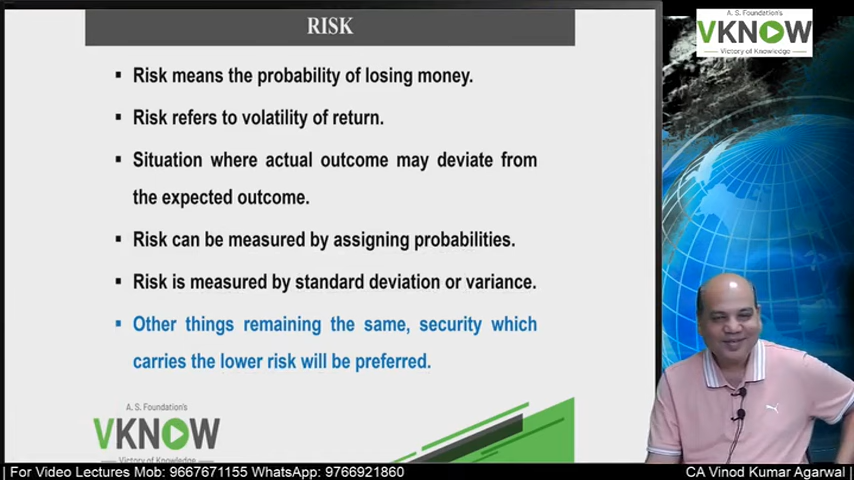 RISK
A. S. Foundation's
VKNOW
Victory of Knowledge
▪ Risk means the probability of losing money.
▪ Risk refers to volatility of return.
▪ Situation where actual outcome may deviate from
the expected outcome.
▪ Risk can be measured by assigning probabilities.
▪ Risk is measured by standard deviation or variance.
▪ Other things remaining the same, security which
carries the lower risk will be preferred.
A. S. Foundation's
VKNOW
Victory of Knowledge
| For Video Lectures Mob: 9667671155 WhatsApp: 9766921860
CA Vinod Kumar Agarwal |